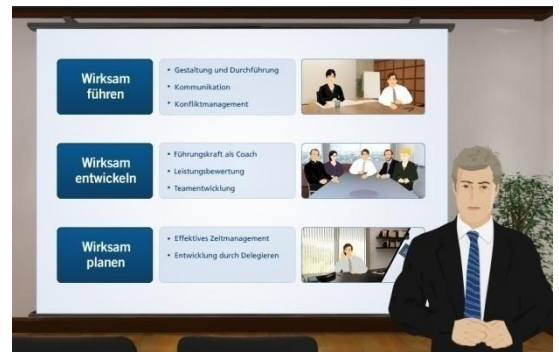 Wirksam
führen
• Gestaltung und Durchführung
• Kommunikation
• Konfliktmanagement
Wirksam
entwickeln
• Führungskraft als Coach
• Leistungsbewertung
• Teamentwicklung
Wirksam
planen
• Effektives Zeitmanagement
• Entwicklung durch Delegieren